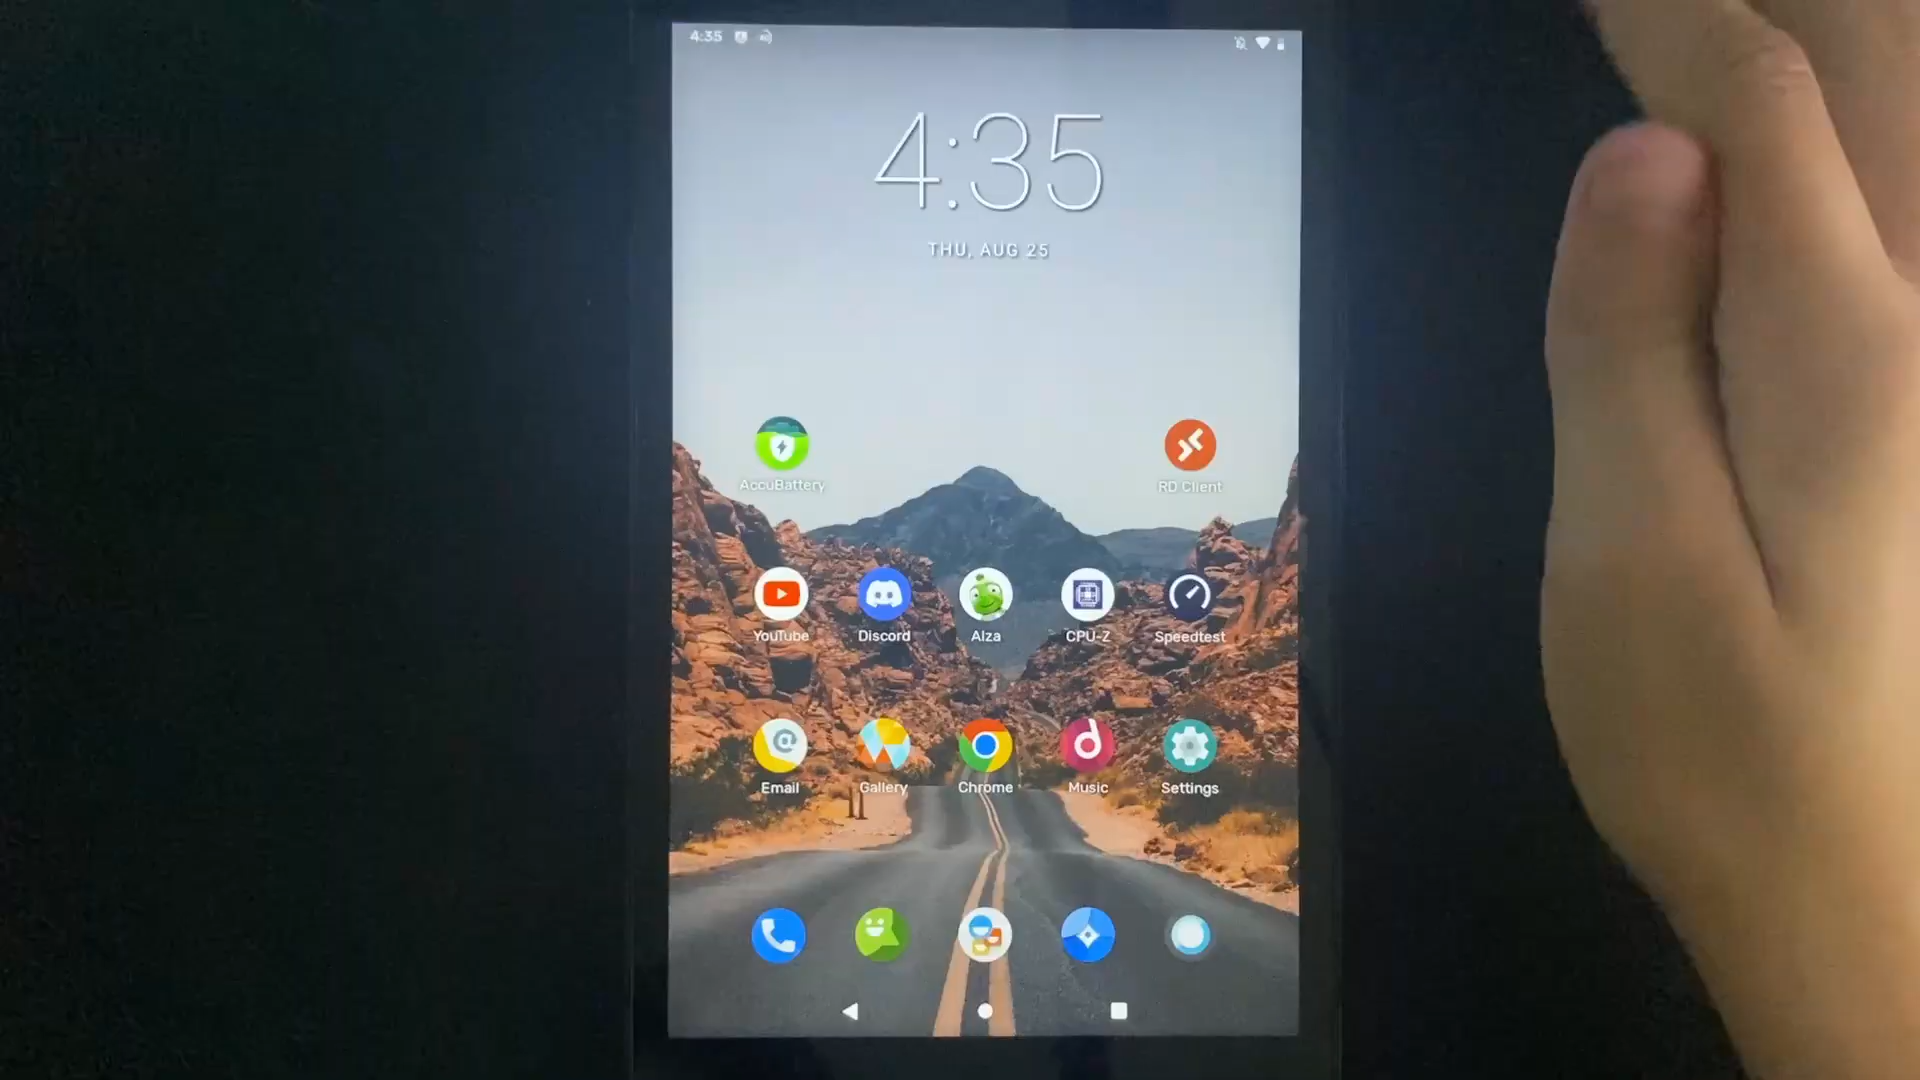 4:35
4:35
THU, AUG 25
AccuBattery
RD Client
YouTube
Discord
Alza
CPU-Z
Speedtest
Email
Gallery
Chrome
Music
Settings